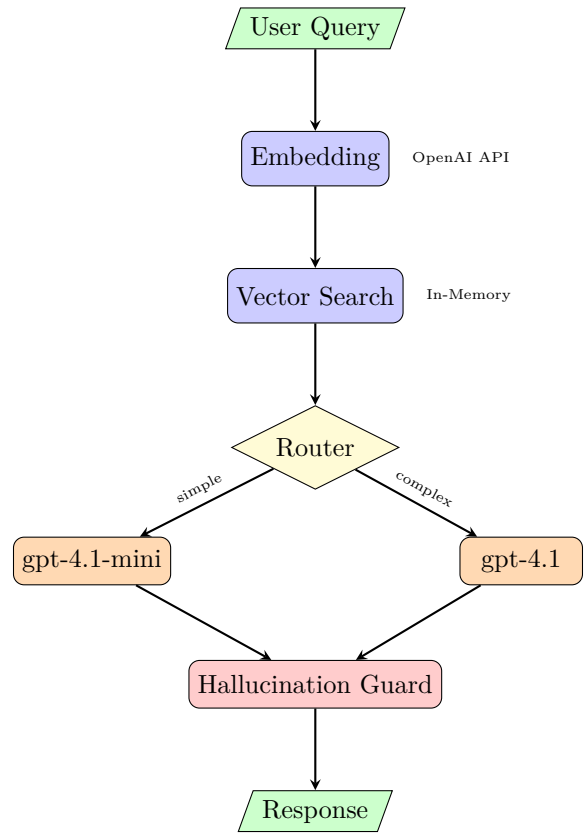 User Query
Embedding
OpenAI API
Vector Search
In-Memory
Router
simple
complex
gpt-4.1-mini
gpt-4.1
Hallucination Guard
Response